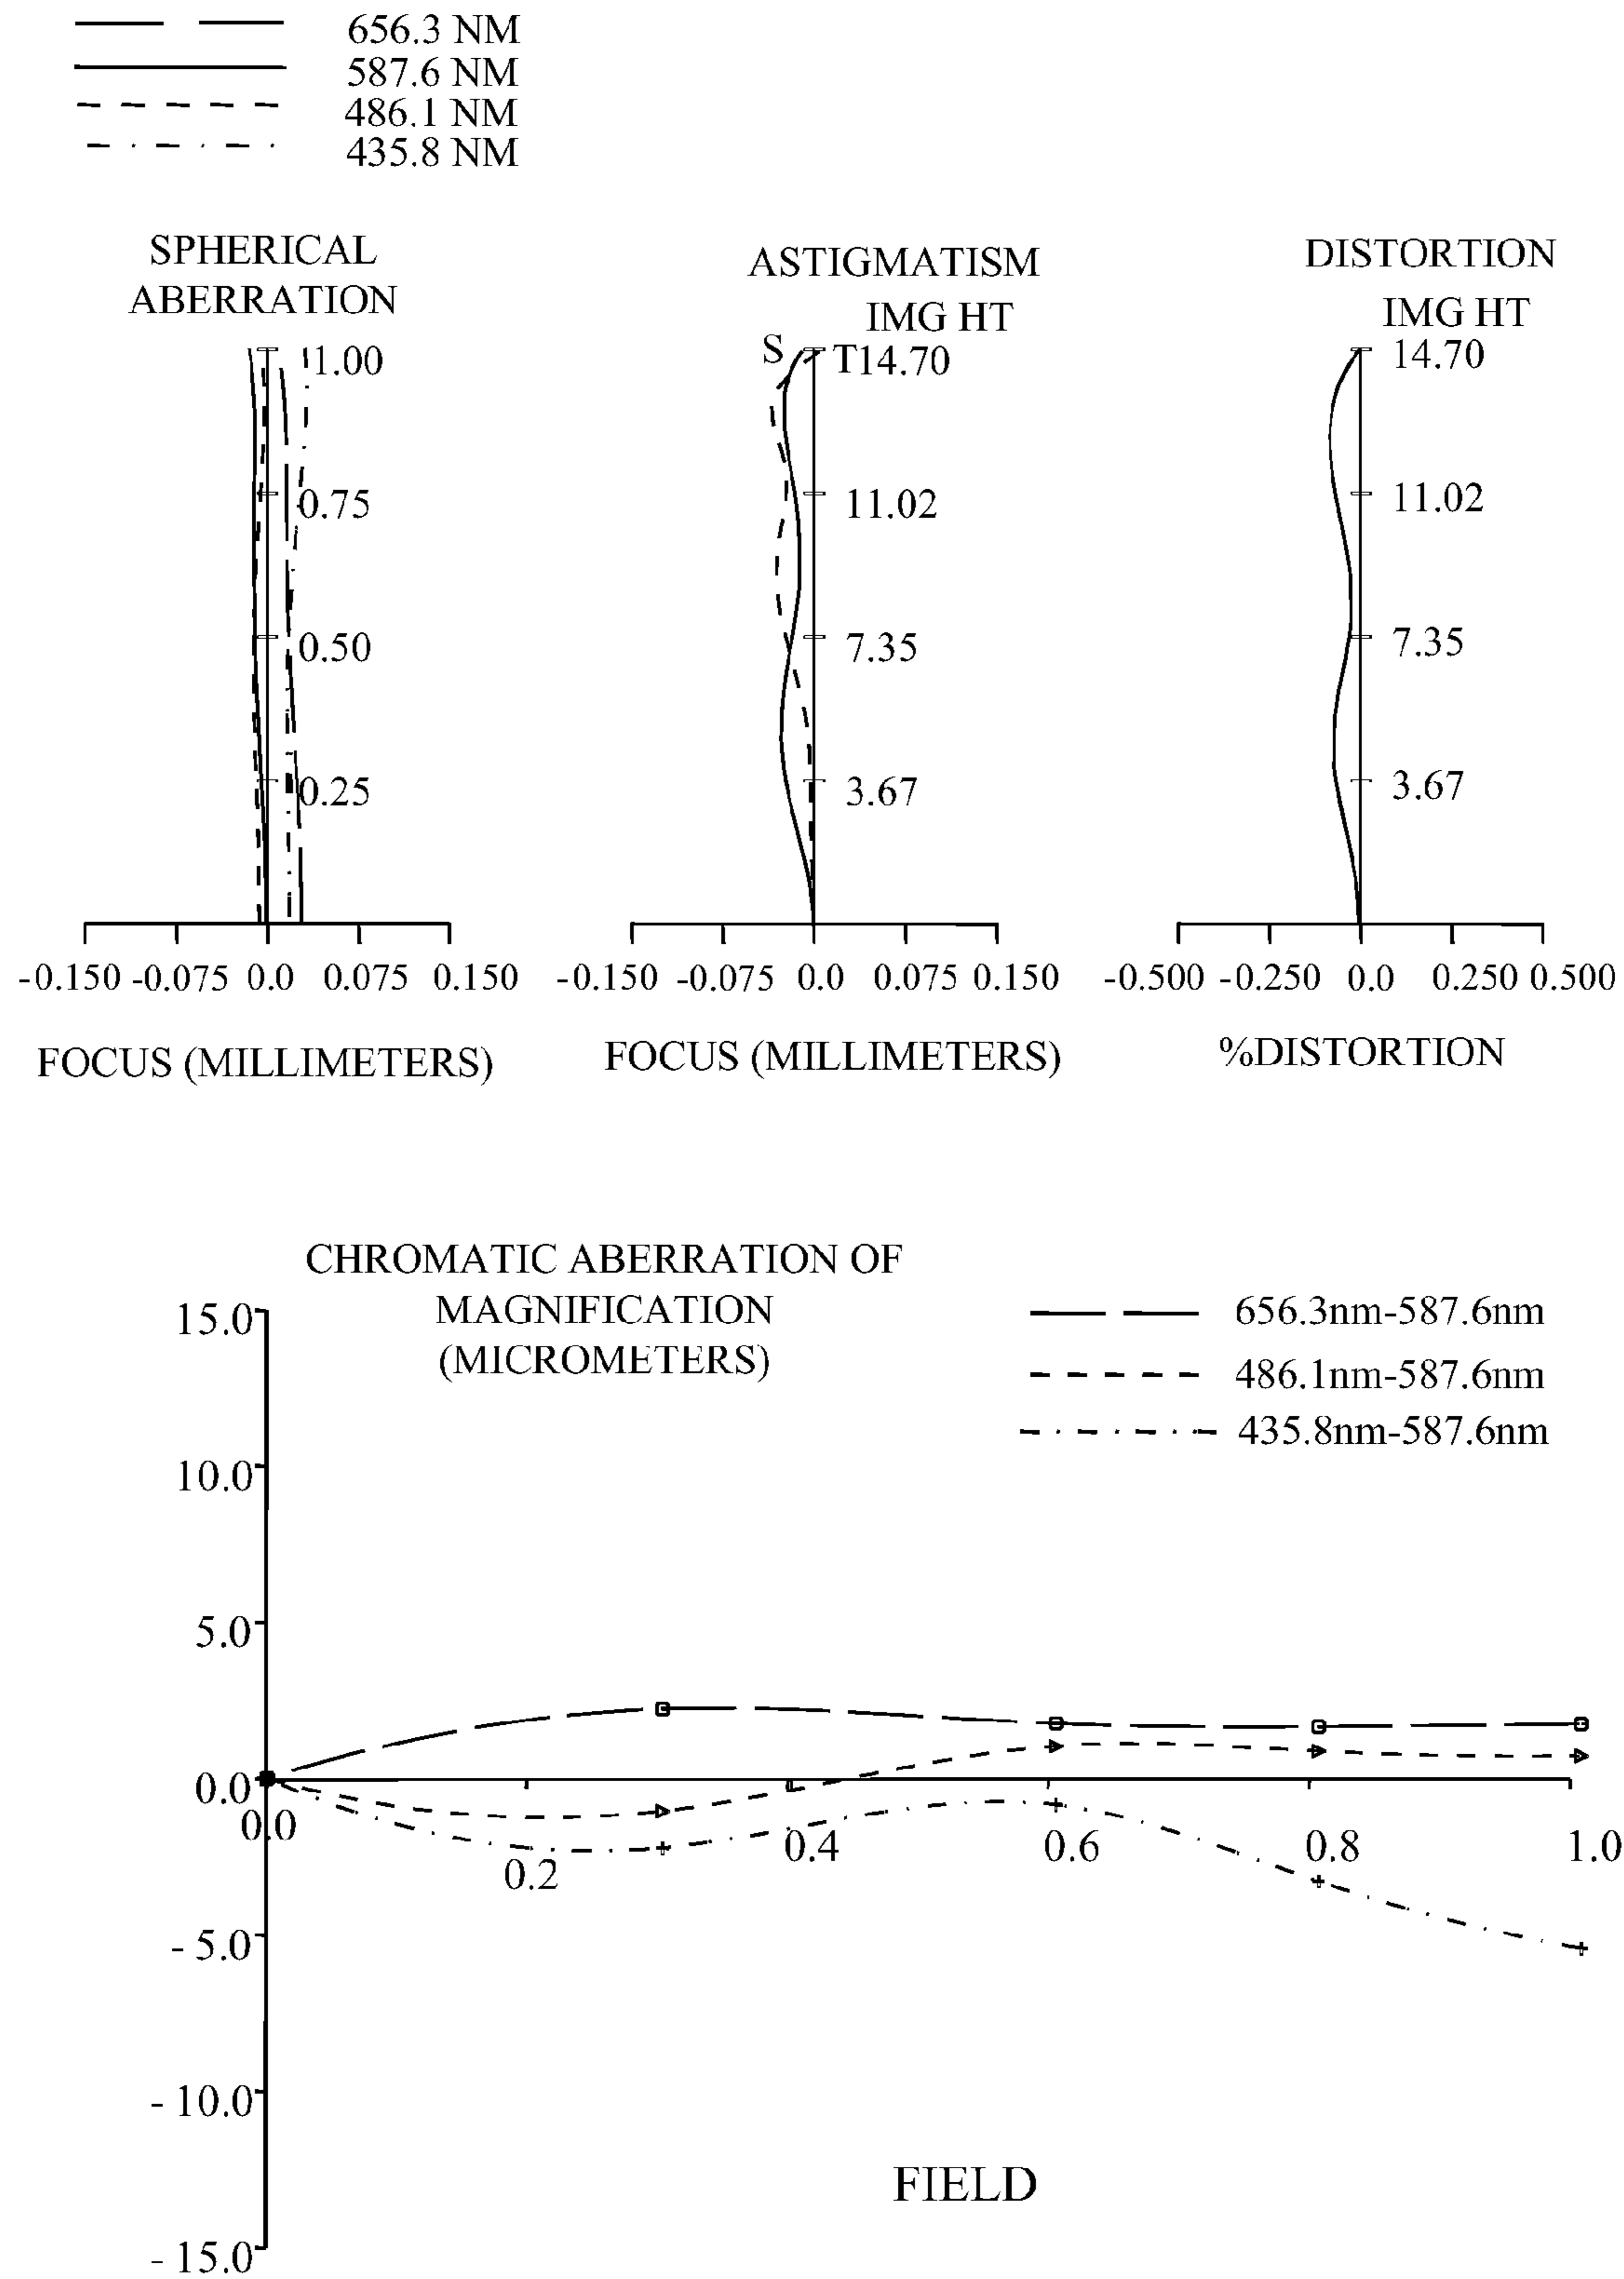 656.3 NM
587.6 NM
486.1 NM
435.8 NM
SPHERICAL
ABERRATION
1.00
0.75
0.50
0.25
-0.150 -0.075 0.0 0.075 0.150
FOCUS (MILLIMETERS)
ASTIGMATISM
IMG HT
S T14.70
11.02
7.35
3.67
-0.150 -0.075 0.0 0.075 0.150
FOCUS (MILLIMETERS)
DISTORTION
IMG HT
14.70
11.02
7.35
3.67
-0.500 -0.250 0.0 0.250 0.500
%DISTORTION
CHROMATIC ABERRATION OF
MAGNIFICATION
(MICROMETERS)
656.3nm-587.6nm
486.1nm-587.6nm
435.8nm-587.6nm
15.0
10.0
5.0
0.0
- 5.0
- 10.0
- 15.0
0.0 0.2 0.4 0.6 0.8 1.0
FIELD